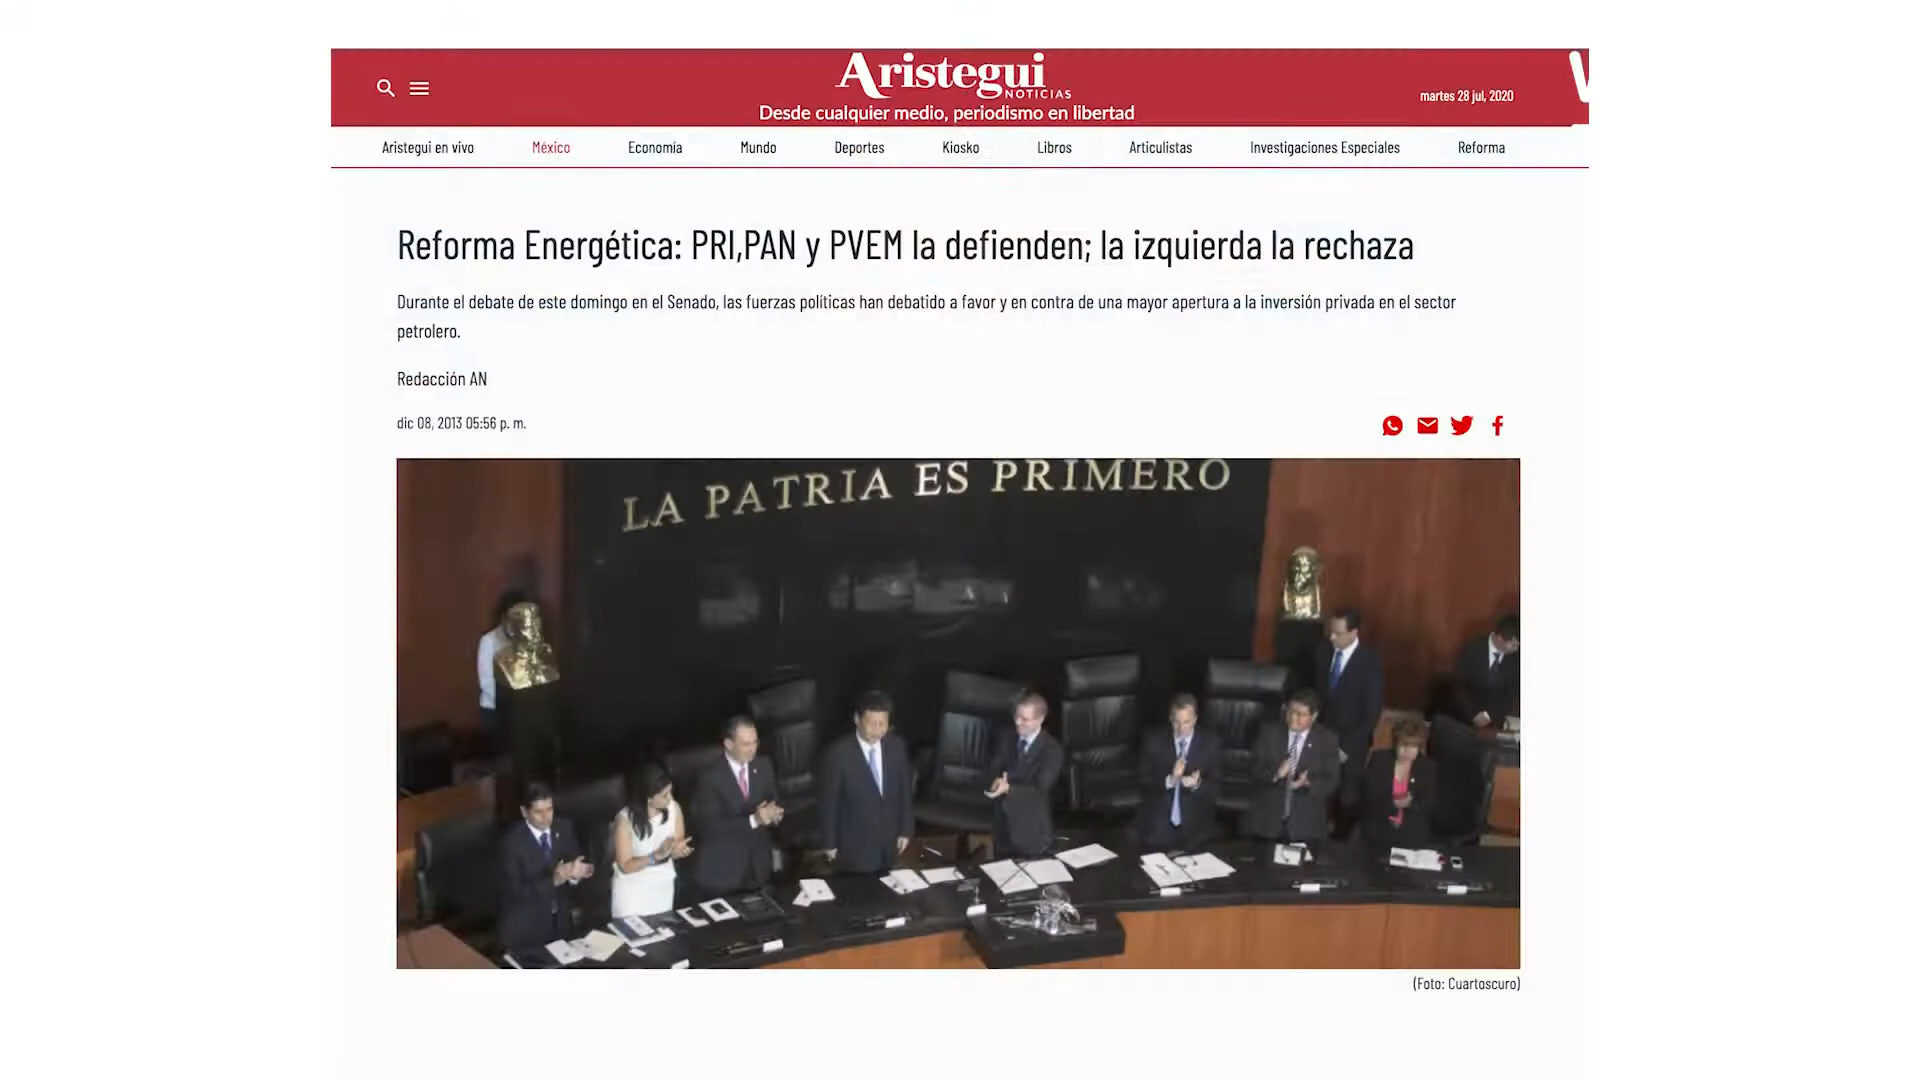 Aristegui
NOTICIAS
Desde cualquier medio, periodismo en libertad
martes 28 jul, 2020
Aristegui en vivo México Economía Mundo Deportes Kiosko Libros Articulistas Investigaciones Especiales Reforma
Reforma Energética: PRI,PAN y PVEM la defienden; la izquierda la rechaza
Durante el debate de este domingo en el Senado, las fuerzas políticas han debatido a favor y en contra de una mayor apertura a la inversión privada en el sector
petrolero.
Redacción AN
dic 08, 2013 05:56 p. m.
LA PATRIA ES PRIMERO
(Foto: Cuartoscuro)